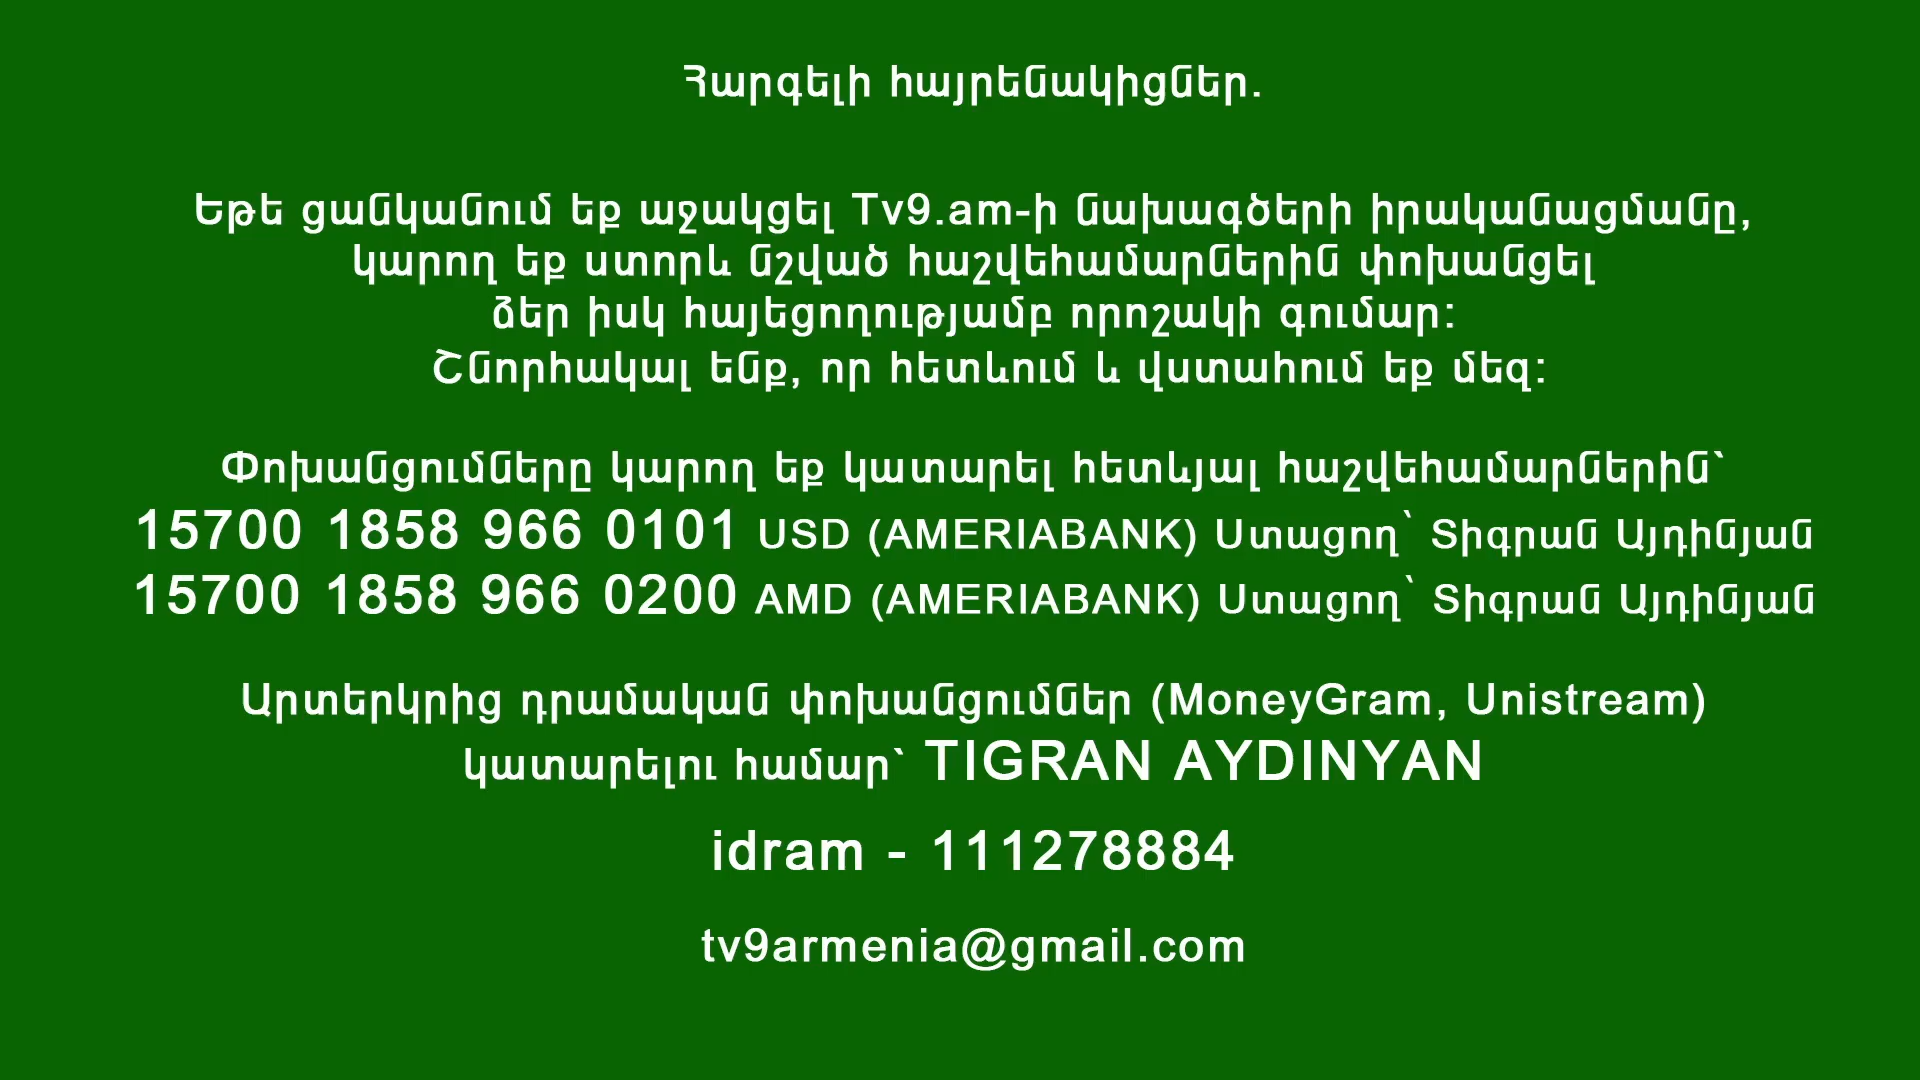 Հարգելի հայրենակիցներ.
Եթե ցանկանում եք աջակցել Tv9.am-ի նախագծերի իրականացմանը,
կարող եք ստորև նշված հաշվեհամարներին փոխանցել
ձեր իսկ հայեցողությամբ որոշակի գումար:
Շնորհակալ ենք, որ հետևում և վստահում եք մեզ:
Փոխանցումները կարող եք կատարել հետևյալ հաշվեհամարներին՝
15700 1858 966 0101 USD (AMERIABANK) Ստացող՝ Տիգրան Այդինյան
15700 1858 966 0200 AMD (AMERIABANK) Ստացող՝ Տիգրան Այդինյան
Արտերկրից դրամական փոխանցումներ (MoneyGram, Unistream)
կատարելու համար՝ TIGRAN AYDINYAN
idram - 111278884
tv9armenia@gmail.com